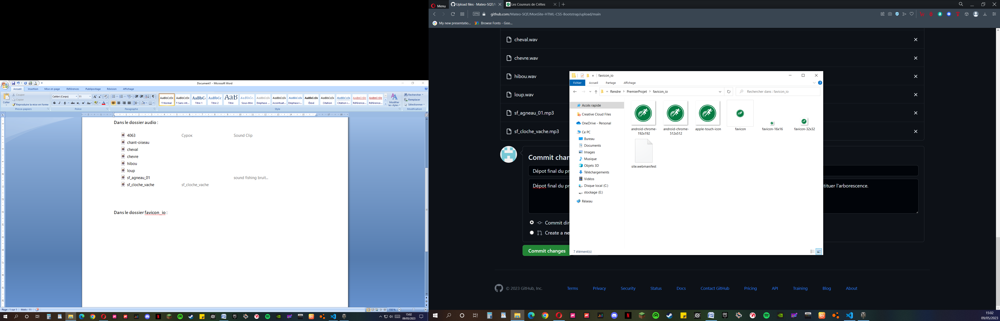 Document1 - Microsoft Word
Accueil Insertion Mise en page Références Publipostage Révision Affichage
Coller
Couper
Copier
Reproduire la mise en forme
Presse-papiers
Calibri (Corps) 11
Police
Paragraphe
AaBbCcDc AaBbCcDc AaBbC AaBbCc AaB AaBbCc. AaBbCcDc AaBbCcDc AaBbCcDc AaBbCcDc AaBbCcDc AaBbCcDc AaBbCcDc AaBbCcDc
¶ Normal ¶ Sans int... Titre 1 Titre 2 Titre Sous-titre Emphase ... Accentuat... Emphase i... Élevé Citation Citation i... Référence... Référence...
Style
Modifier les styles
Rechercher
Remplacer
Sélectionner
Modification
Dans le dossier audio :
4063 Сурок Sound Clip
chant-oiseau
cheval
chevre
hibou
loup
sf_agneau_01 sound fishing bruit...
sf_cloche_vache sf_cloche_vache
Dans le dossier favicon_io :
Page : 1 sur 1 Mots : 11
150 %
15:02
09/05/2023
Menu
Upload files · Mateo-SQT/M
Les Coureurs de Crêtes
VPN
github.com/Mateo-SQT/MonSite-HTML-CSS-Bootstrap/upload/main
My new presentatio... Browse Fonts - Goo...
cheval.wav
chevre.wav
hibou.wav
loup.wav
sf_agneau_01.mp3
sf_cloche_vache.mp3
Commit chan
Dépot final du pr
Dépot final du pr
tituer l'arborescence.
Commit dir
Create a ne
Commit changes
favicon_io
Fichier Accueil Partage Affichage
« Rendre > PremierProjet > favicon_io
Rechercher dans : favicon_io
Accès rapide
Creative Cloud Files
OneDrive - Personal
Ce PC
Bureau
Documents
Images
Musique
Objets 3D
Téléchargements
Vidéos
Disque local (C:)
stockage (E:)
Réseau
android-chrome-192x192
android-chrome-512x512
apple-touch-icon
favicon
favicon-16x16
favicon-32x32
site.webmanifest
7 élément(s)
© 2023 GitHub, Inc. Terms Privacy Security Status Docs Contact GitHub Pricing API Training Blog About
15:02
09/05/2023